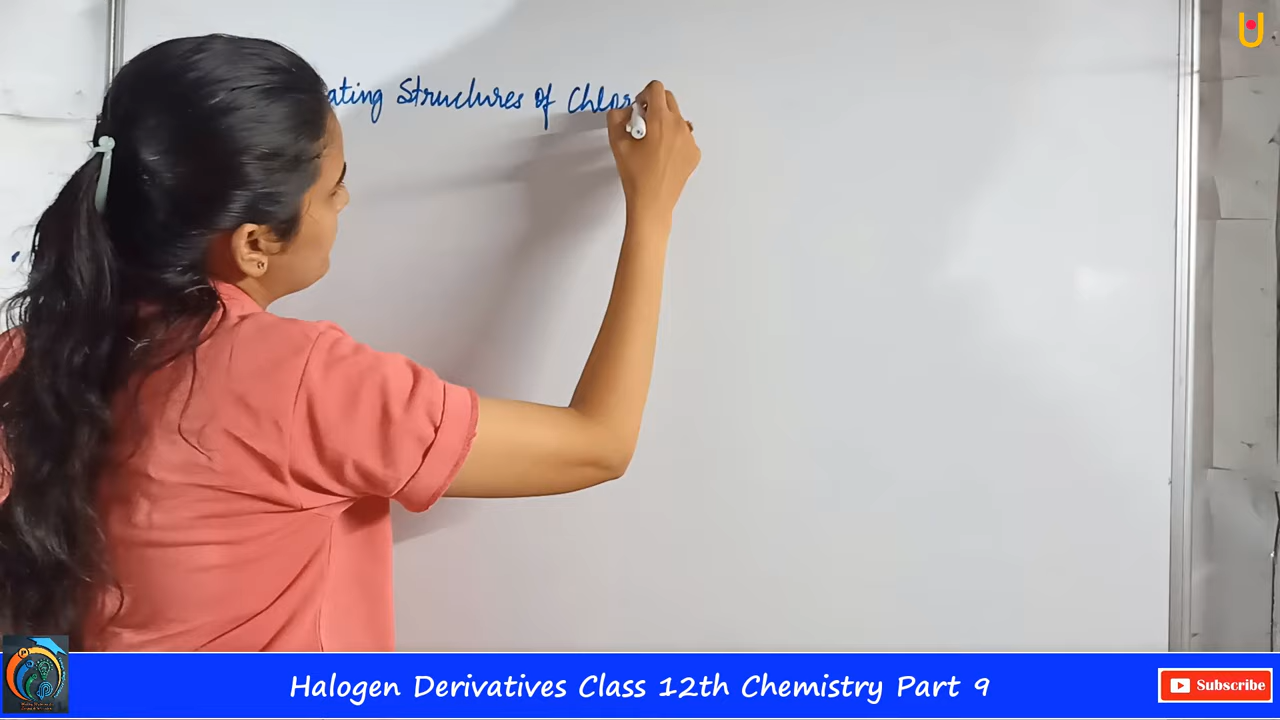 ating Structures of Chlor
Halogen Derivatives Class 12th Chemistry Part 9
Subscribe